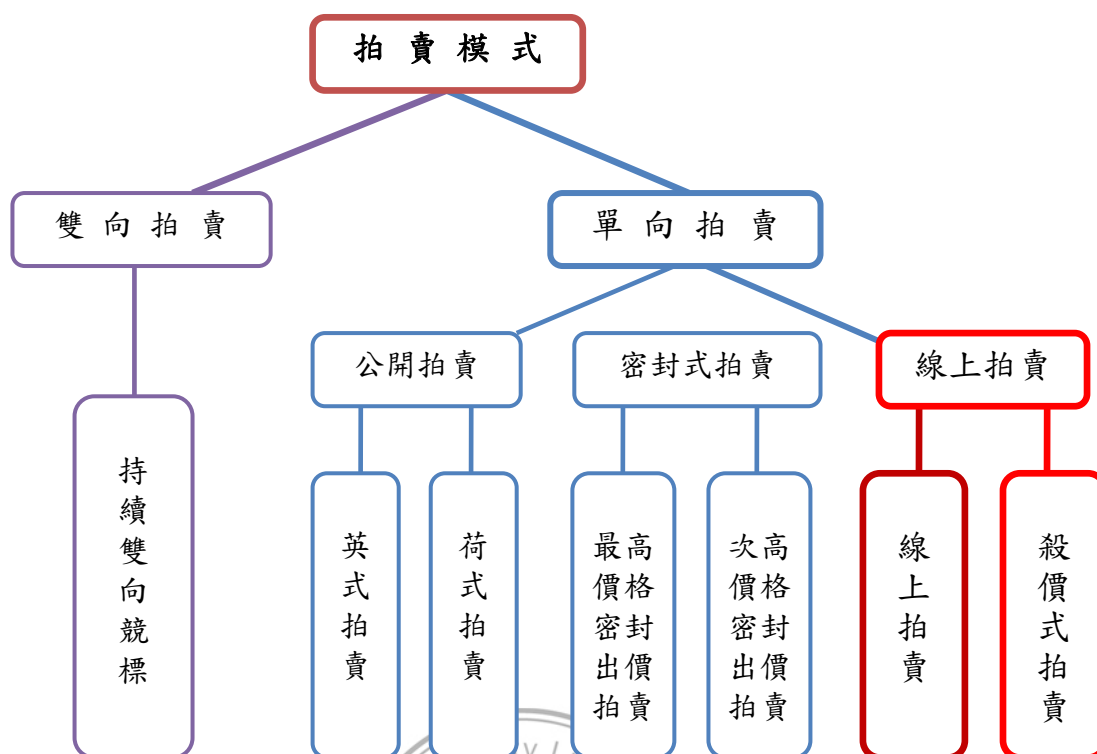 拍賣模式
雙向拍賣
單向拍賣
公開拍賣
密封式拍賣
線上拍賣
持續雙向競標
英式拍賣
荷式拍賣
最高
價格
密封
出價
拍賣
次高
價格
密封
出價
拍賣
線上拍賣
殺價式拍賣